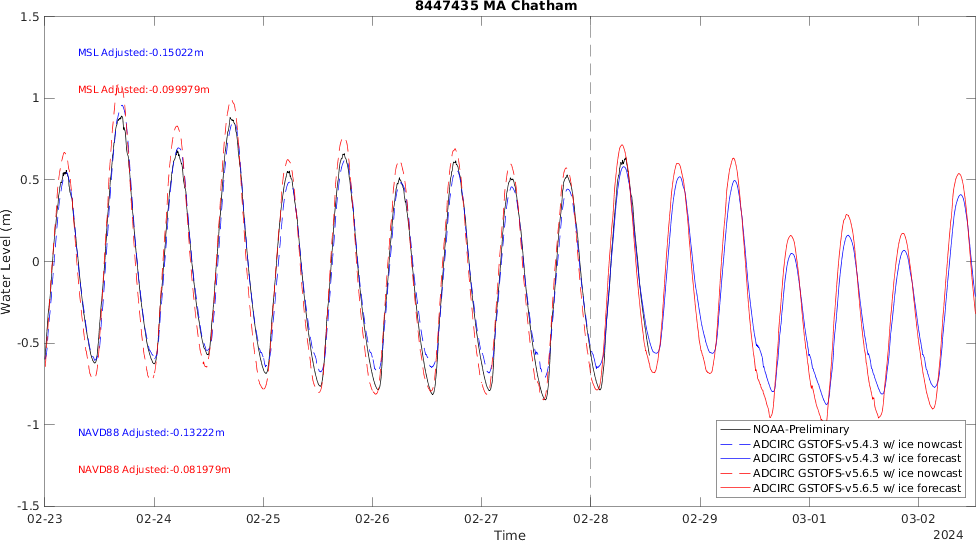 8447435 MA Chatham
1.5
MSL Adjusted:-0.15022m
MSL Adjusted:-0.099979m
1
0.5
0
-0.5
-1
-1.5
Water Level (m)
NAVD88 Adjusted:-0.13222m
NAVD88 Adjusted:-0.081979m
NOAA-Preliminary
ADCIRC GSTOFS-v5.4.3 w/ ice nowcast
ADCIRC GSTOFS-v5.4.3 w/ ice forecast
ADCIRC GSTOFS-v5.6.5 w/ ice nowcast
ADCIRC GSTOFS-v5.6.5 w/ ice forecast
02-23 02-24 02-25 02-26 02-27 02-28 02-29 03-01 03-02
Time
2024